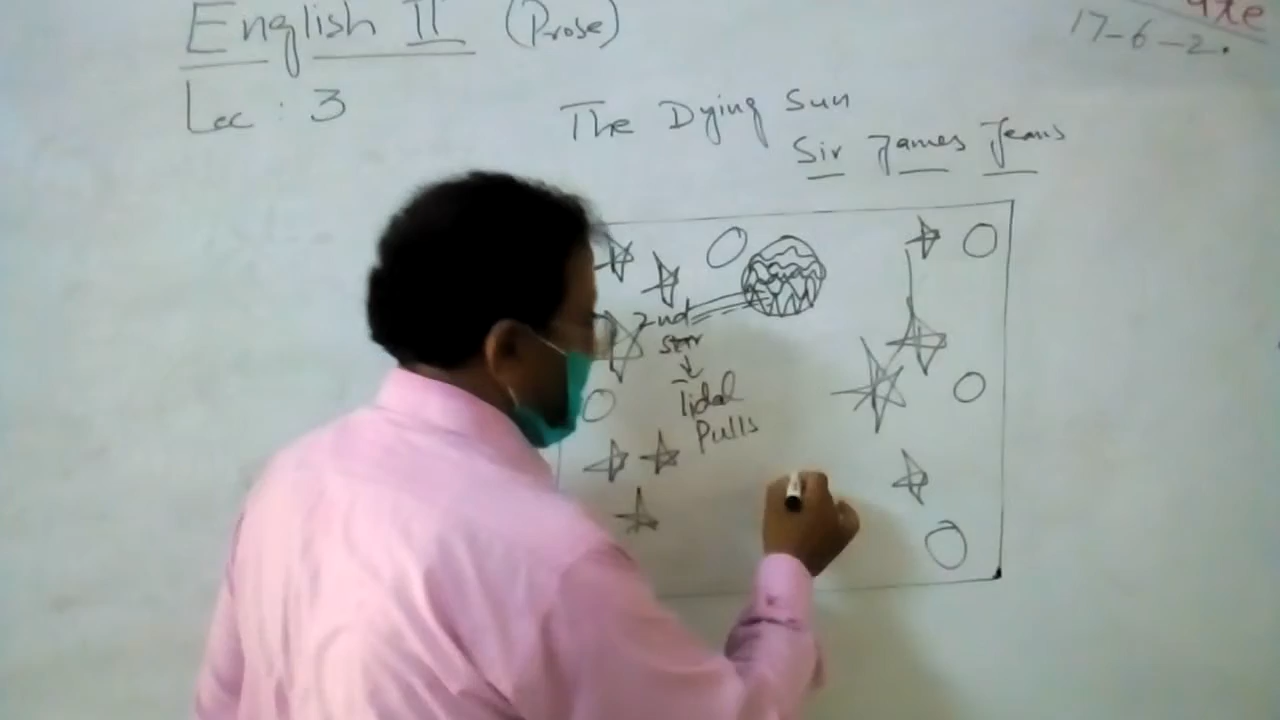 English II (Prose)
17-6-2.
Lec : 3
The Dying Sun
Sir James Jeans
2nd
Star
Tidal
Pulls